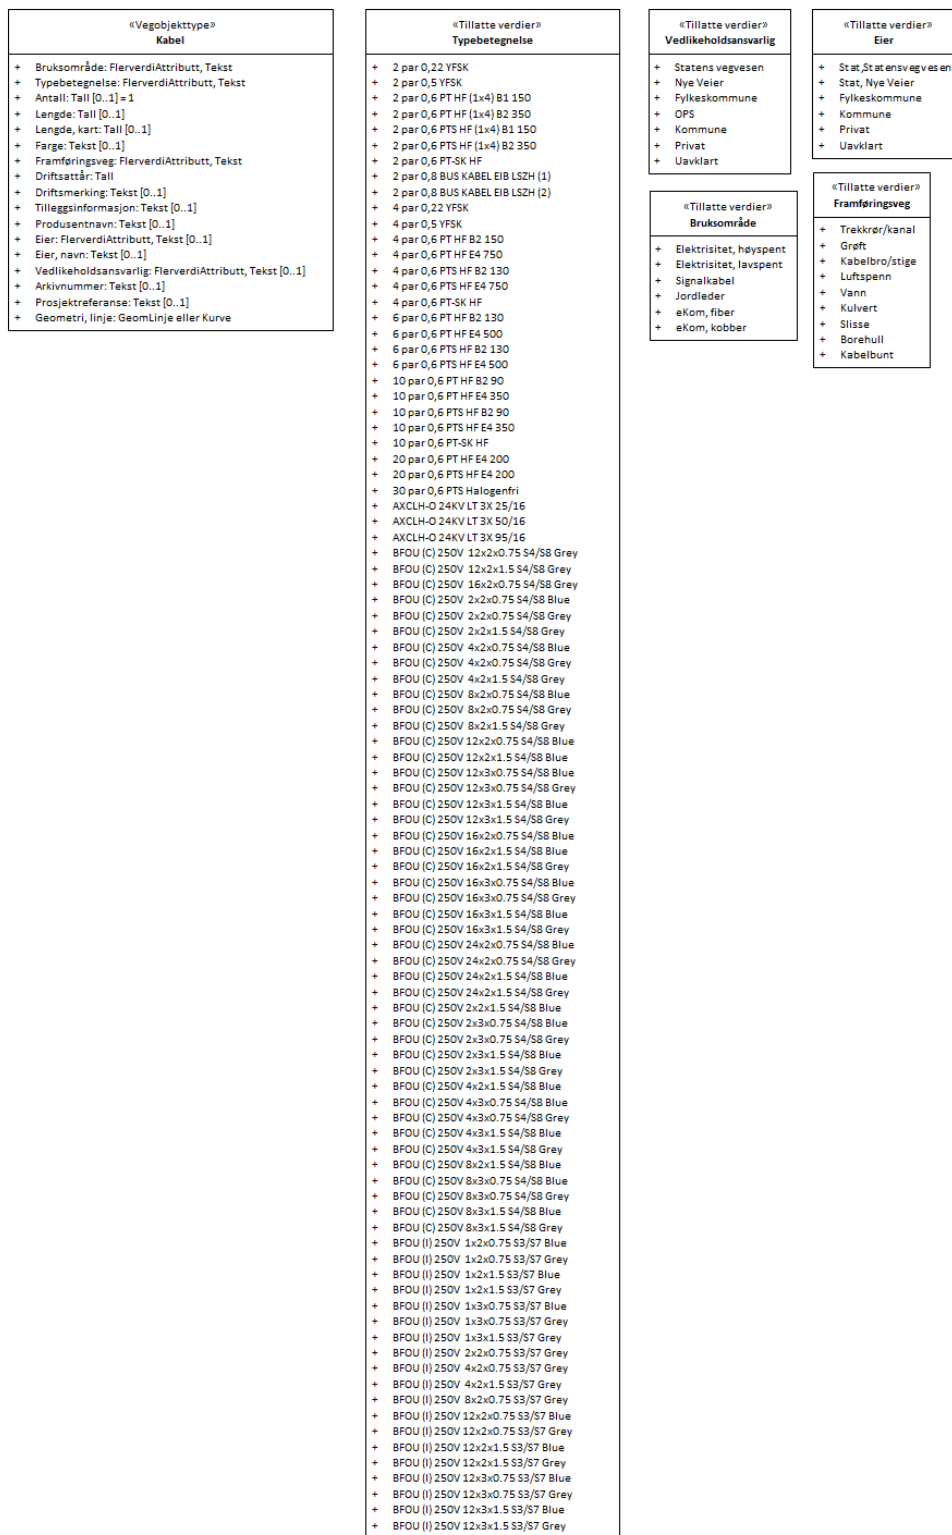 «Vegobjekttype»
Kabel
+ Bruksområde: FlerverdiAttributt, Tekst
+ Typebetegnelse: FlerverdiAttributt, Tekst
+ Antall: Tall [0..1] = 1
+ Lengde: Tall [0..1]
+ Lengde, kart: Tall [0..1]
+ Farge: Tekst [0..1]
+ Framføringsveg: FlerverdiAttributt, Tekst
+ Driftsattår: Tall
+ Driftsmerking: Tekst [0..1]
+ Tilleggsinformasjon: Tekst [0..1]
+ Produsentnavn: Tekst [0..1]
+ Eier: FlerverdiAttributt, Tekst [0..1]
+ Eier, navn: Tekst [0..1]
+ Vedlikeholdsansvarlig: FlerverdiAttributt, Tekst [0..1]
+ Arkivnummer: Tekst [0..1]
+ Prosjektreferanse: Tekst [0..1]
+ Geometri, linje: GeomLinje eller Kurve
«Tillatte verdier»
Typebetegnelse
+ 2 par 0,22 YFSK
+ 2 par 0,5 YFSK
+ 2 par 0,6 PT HF (1x4) B1 150
+ 2 par 0,6 PT HF (1x4) B2 350
+ 2 par 0,6 PTS HF (1x4) B1 150
+ 2 par 0,6 PTS HF (1x4) B2 350
+ 2 par 0,6 PT-SK HF
+ 2 par 0,8 BUS KABEL EIB LSZH (1)
+ 2 par 0,8 BUS KABEL EIB LSZH (2)
+ 4 par 0,22 YFSK
+ 4 par 0,5 YFSK
+ 4 par 0,6 PT HF B2 150
+ 4 par 0,6 PT HF E4 750
+ 4 par 0,6 PTS HF B2 130
+ 4 par 0,6 PTS HF E4 750
+ 4 par 0,6 PT-SK HF
+ 6 par 0,6 PT HF B2 130
+ 6 par 0,6 PT HF E4 500
+ 6 par 0,6 PTS HF B2 130
+ 6 par 0,6 PTS HF E4 500
+ 10 par 0,6 PT HF B2 90
+ 10 par 0,6 PT HF E4 350
+ 10 par 0,6 PTS HF B2 90
+ 10 par 0,6 PTS HF E4 350
+ 10 par 0,6 PT-SK HF
+ 20 par 0,6 PT HF E4 200
+ 20 par 0,6 PTS HF E4 200
+ 30 par 0,6 PTS Halogenfri
+ AXCLH-O 24KV LT 3X 25/16
+ AXCLH-O 24KV LT 3X 50/16
+ AXCLH-O 24KV LT 3X 95/16
+ BFOU (C) 250V 12x2x0.75 S4/S8 Grey
+ BFOU (C) 250V 12x2x1.5 S4/S8 Grey
+ BFOU (C) 250V 16x2x0.75 S4/S8 Grey
+ BFOU (C) 250V 2x2x0.75 S4/S8 Blue
+ BFOU (C) 250V 2x2x0.75 S4/S8 Grey
+ BFOU (C) 250V 2x2x1.5 S4/S8 Grey
+ BFOU (C) 250V 4x2x0.75 S4/S8 Blue
+ BFOU (C) 250V 4x2x0.75 S4/S8 Grey
+ BFOU (C) 250V 4x2x1.5 S4/S8 Grey
+ BFOU (C) 250V 8x2x0.75 S4/S8 Blue
+ BFOU (C) 250V 8x2x0.75 S4/S8 Grey
+ BFOU (C) 250V 8x2x1.5 S4/S8 Grey
+ BFOU (C) 250V 12x2x0.75 S4/S8 Blue
+ BFOU (C) 250V 12x2x1.5 S4/S8 Blue
+ BFOU (C) 250V 12x3x0.75 S4/S8 Blue
+ BFOU (C) 250V 12x3x0.75 S4/S8 Grey
+ BFOU (C) 250V 12x3x1.5 S4/S8 Blue
+ BFOU (C) 250V 12x3x1.5 S4/S8 Grey
+ BFOU (C) 250V 16x2x0.75 S4/S8 Blue
+ BFOU (C) 250V 16x2x1.5 S4/S8 Blue
+ BFOU (C) 250V 16x2x1.5 S4/S8 Grey
+ BFOU (C) 250V 16x3x0.75 S4/S8 Blue
+ BFOU (C) 250V 16x3x0.75 S4/S8 Grey
+ BFOU (C) 250V 16x3x1.5 S4/S8 Blue
+ BFOU (C) 250V 16x3x1.5 S4/S8 Grey
+ BFOU (C) 250V 24x2x0.75 S4/S8 Blue
+ BFOU (C) 250V 24x2x0.75 S4/S8 Grey
+ BFOU (C) 250V 24x2x1.5 S4/S8 Blue
+ BFOU (C) 250V 24x2x1.5 S4/S8 Grey
+ BFOU (C) 250V 2x2x1.5 S4/S8 Blue
+ BFOU (C) 250V 2x3x0.75 S4/S8 Blue
+ BFOU (C) 250V 2x3x0.75 S4/S8 Grey
+ BFOU (C) 250V 2x3x1.5 S4/S8 Blue
+ BFOU (C) 250V 2x3x1.5 S4/S8 Grey
+ BFOU (C) 250V 4x2x1.5 S4/S8 Blue
+ BFOU (C) 250V 4x3x0.75 S4/S8 Blue
+ BFOU (C) 250V 4x3x0.75 S4/S8 Grey
+ BFOU (C) 250V 4x3x1.5 S4/S8 Blue
+ BFOU (C) 250V 4x3x1.5 S4/S8 Grey
+ BFOU (C) 250V 8x2x1.5 S4/S8 Blue
+ BFOU (C) 250V 8x3x0.75 S4/S8 Blue
+ BFOU (C) 250V 8x3x0.75 S4/S8 Grey
+ BFOU (C) 250V 8x3x1.5 S4/S8 Blue
+ BFOU (C) 250V 8x3x1.5 S4/S8 Grey
+ BFOU (I) 250V 1x2x0.75 S3/S7 Blue
+ BFOU (I) 250V 1x2x0.75 S3/S7 Grey
+ BFOU (I) 250V 1x2x1.5 S3/S7 Blue
+ BFOU (I) 250V 1x2x1.5 S3/S7 Grey
+ BFOU (I) 250V 1x3x0.75 S3/S7 Blue
+ BFOU (I) 250V 1x3x0.75 S3/S7 Grey
+ BFOU (I) 250V 1x3x1.5 S3/S7 Grey
+ BFOU (I) 250V 2x2x0.75 S3/S7 Grey
+ BFOU (I) 250V 4x2x0.75 S3/S7 Grey
+ BFOU (I) 250V 4x2x1.5 S3/S7 Grey
+ BFOU (I) 250V 8x2x0.75 S3/S7 Grey
+ BFOU (I) 250V 12x2x0.75 S3/S7 Blue
+ BFOU (I) 250V 12x2x0.75 S3/S7 Grey
+ BFOU (I) 250V 12x2x1.5 S3/S7 Blue
+ BFOU (I) 250V 12x2x1.5 S3/S7 Grey
+ BFOU (I) 250V 12x3x0.75 S3/S7 Blue
+ BFOU (I) 250V 12x3x0.75 S3/S7 Grey
+ BFOU (I) 250V 12x3x1.5 S3/S7 Blue
+ BFOU (I) 250V 12x3x1.5 S3/S7 Grey
«Tillatte verdier»
Vedlikeholdsansvarlig
+ Statens vegvesen
+ Nye Veier
+ Fylkeskommune
+ OPS
+ Kommune
+ Privat
+ Uavklart
«Tillatte verdier»
Bruksområde
+ Elektrisitet, høyspent
+ Elektrisitet, lavspent
+ Signalkabel
+ Jordleder
+ eKom, fiber
+ eKom, kobber
«Tillatte verdier»
Eier
+ Stat,Statensvegvesen
+ Stat, Nye Veier
+ Fylkeskommune
+ Kommune
+ Privat
+ Uavklart
«Tillatte verdier»
Framføringsveg
+ Trekkrør/kanal
+ Grøft
+ Kabelbro/stige
+ Luftspenn
+ Vann
+ Kulvert
+ Slisse
+ Borehull
+ Kabelbunt